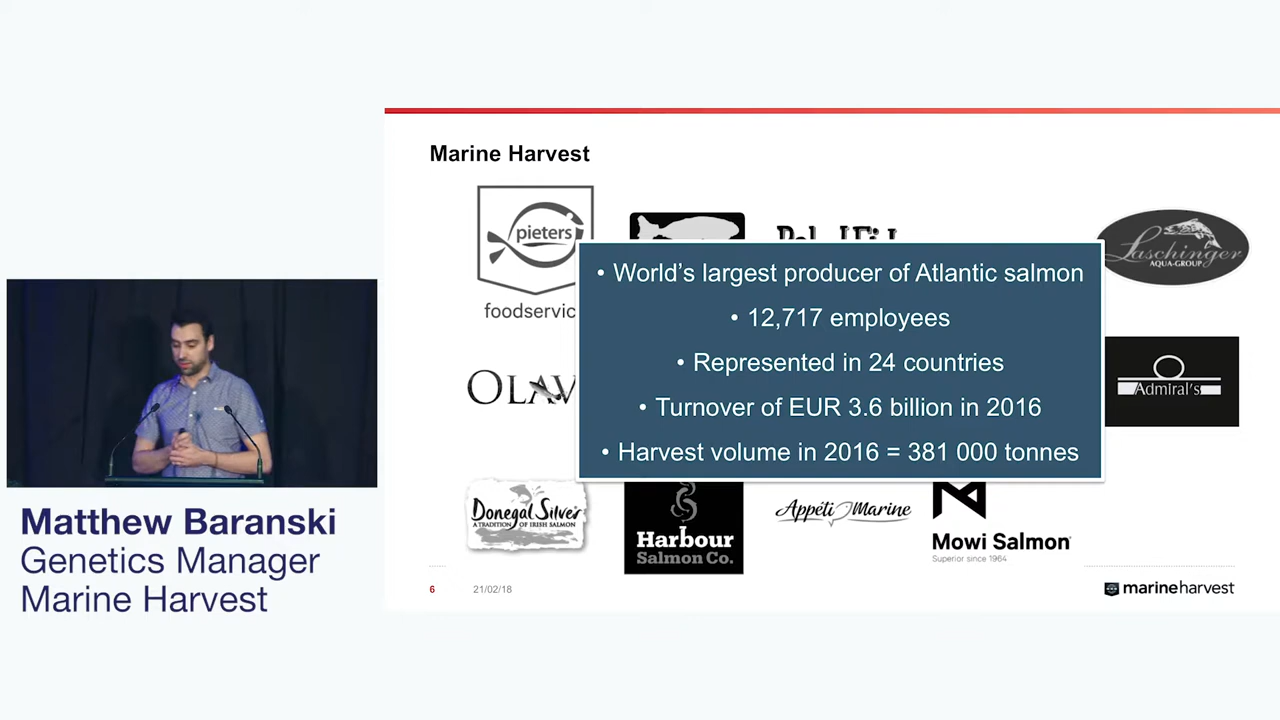 Marine Harvest
pieters
foodservic
Laschinger
AQUA-GROUP
• World's largest producer of Atlantic salmon
• 12,717 employees
• Represented in 24 countries
• Turnover of EUR 3.6 billion in 2016
• Harvest volume in 2016 = 381 000 tonnes
OLAV
Admiral's
Donegal Silver
A TRADITION OF IRISH SALMON
Harbour
Salmon Co.
Appéti Marine
Mowi Salmon
Superior since 1964
6
21/02/18
marineharvest
Matthew Baranski
Genetics Manager
Marine Harvest